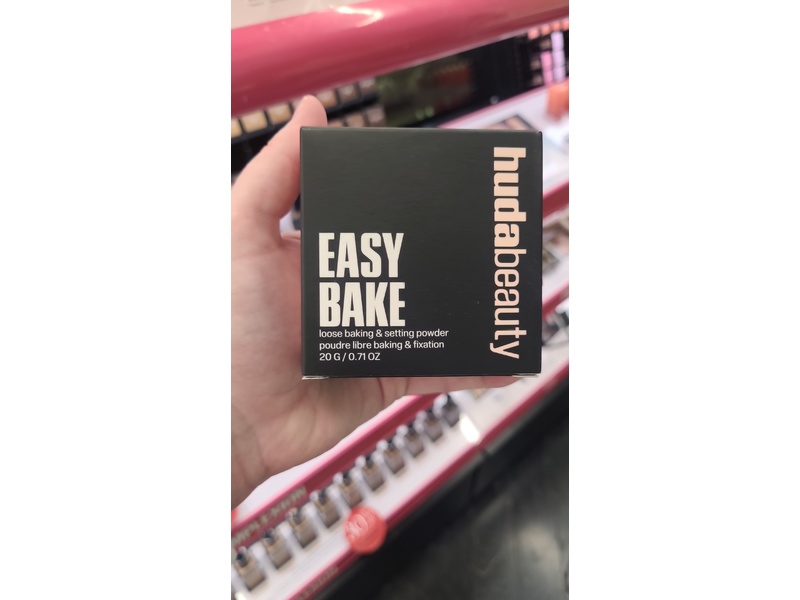 EASY
BAKE
loose baking & setting powder
poudre libre baking & fixation
20 G / 0.71 OZ
hudabeauty